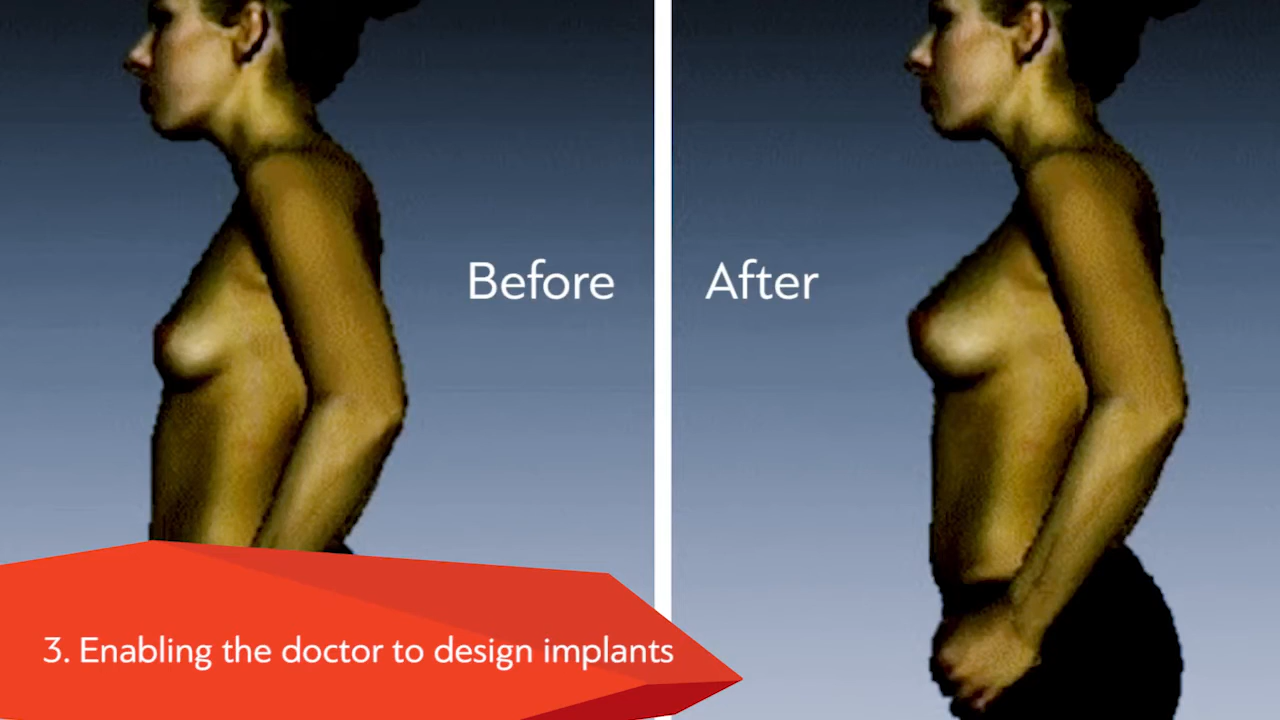 Before
After
3. Enabling the doctor to design implants